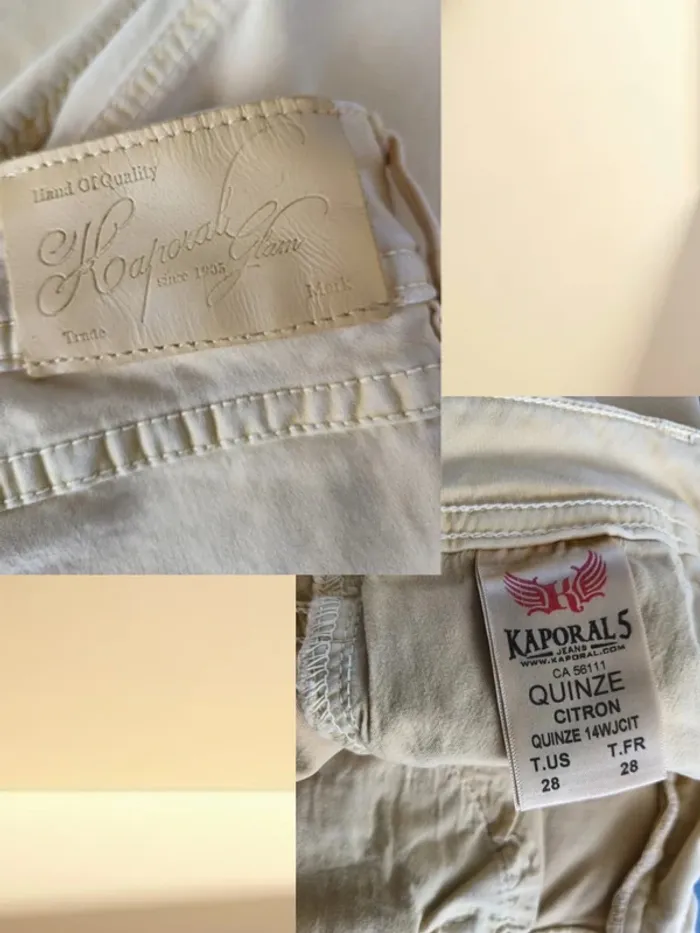 Hand Of Quality
Kaporal Glam
since 1985
Trade Mark
K
KAPORAL 5
JEANS
WWW.KAPORAL.COM
CA 56111
QUINZE
CITRON
QUINZE 14WJCIT
T.US T.FR
28 28